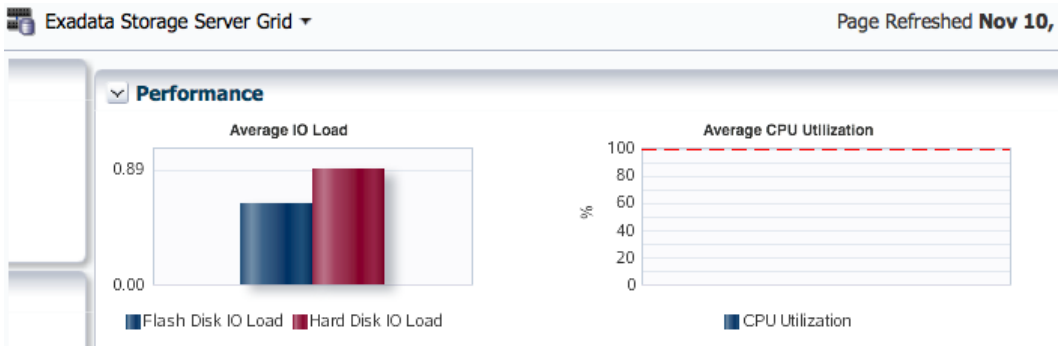 Exadata Storage Server Grid
Page Refreshed Nov 10,
Performance
Average IO Load
0.89
0.00
Flash Disk IO Load Hard Disk IO Load
Average CPU Utilization
100
80
60
40
20
0
%
CPU Utilization